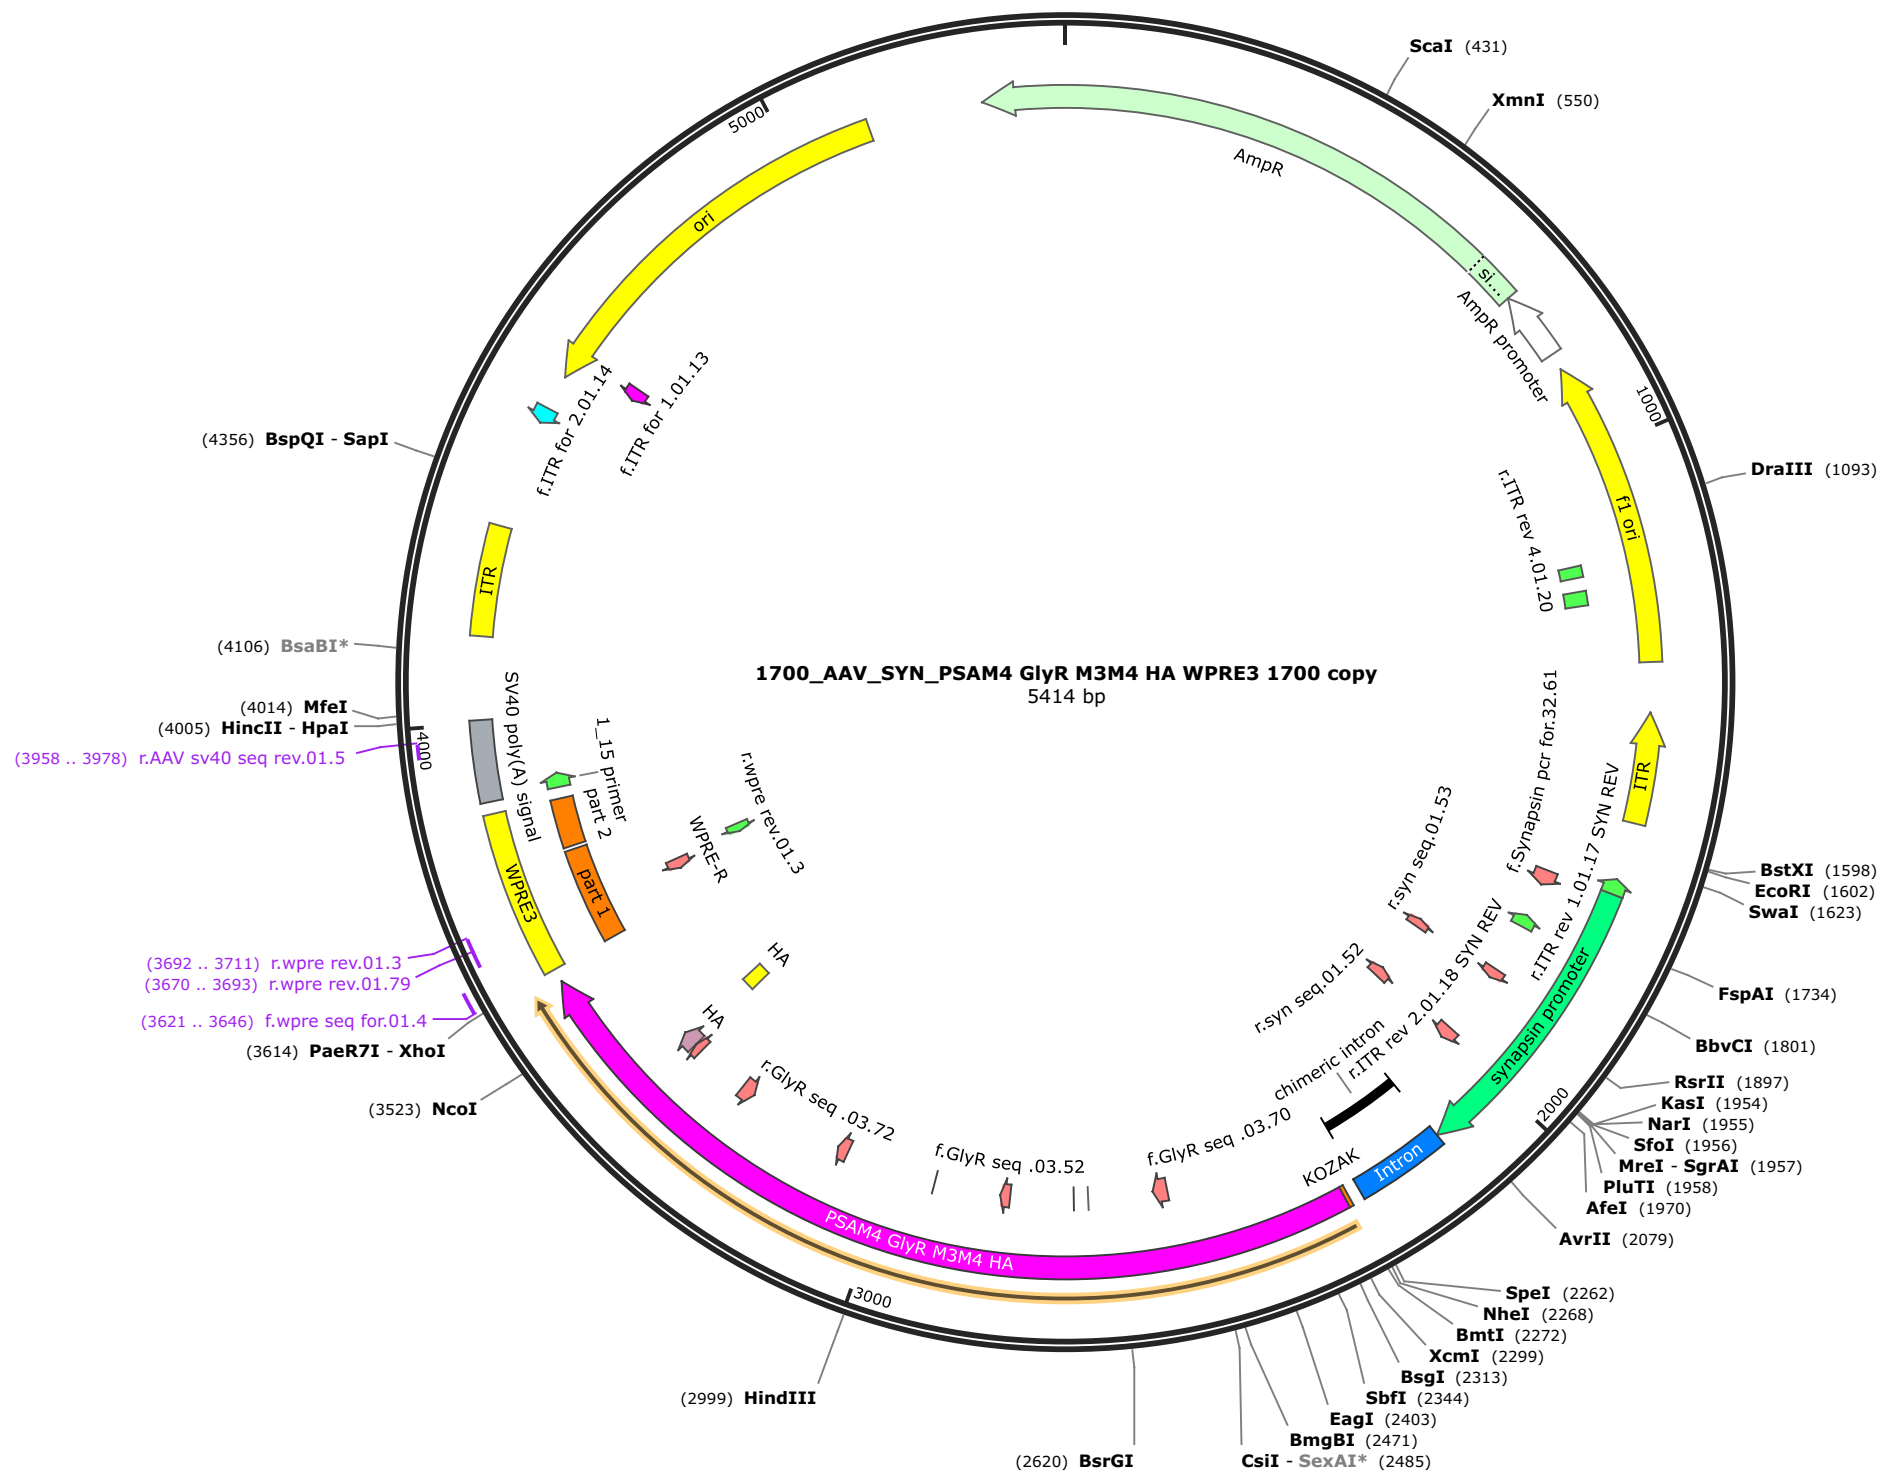 ScaI (431)
XmnI (550)
5000
AmpR
ori
si...
AmpR promoter
1000
f.ITR for 2.01.14
f.ITR for 1.01.13
(4356) BspQI - SapI
DraIII (1093)
f1 ori
r.ITR rev 4.01.20
ITR
(4106) BsaBI*
1700_AAV_SYN_PSAM4 GlyR M3M4 HA WPRE3 1700 copy
5414 bp
(4014) MfeI
(4005) HincII - HpaI
(3958 .. 3978) r.AAV sv40 seq rev.01.5
4000
SV40 poly(A) signal
1_15 primer
part 2
part 1
r.wpre rev.01.3
WPRE-R
WPRE3
f.Synapsin pcr for.32.61
ITR
r.ITR rev 1.01.17 SYN REV
r.syn seq.01.53
r.syn seq.01.52
r.ITR rev 2.01.18 SYN REV
BstXI (1598)
EcoRI (1602)
SwaI (1623)
(3692 .. 3711) r.wpre rev.01.3
(3670 .. 3693) r.wpre rev.01.79
(3621 .. 3646) f.wpre seq for.01.4
(3614) PaeR7I - XhoI
HA
HA
synapsin promoter
FspAI (1734)
BbvCI (1801)
RsrII (1897)
KasI (1954)
NarI (1955)
SfoI (1956)
MreI - SgrAI (1957)
PluTI (1958)
AfeI (1970)
2000
(3523) NcoI
r.GlyR seq .03.72
f.GlyR seq .03.52
f.GlyR seq .03.70
chimeric intron
KOZAK
Intron
AvrII (2079)
PSAM4 GlyR M3M4 HA
3000
SpeI (2262)
NheI (2268)
BmtI (2272)
XcmI (2299)
BsgI (2313)
SbfI (2344)
EagI (2403)
BmgBI (2471)
CsiI - SexAI* (2485)
(2999) HindIII
(2620) BsrGI